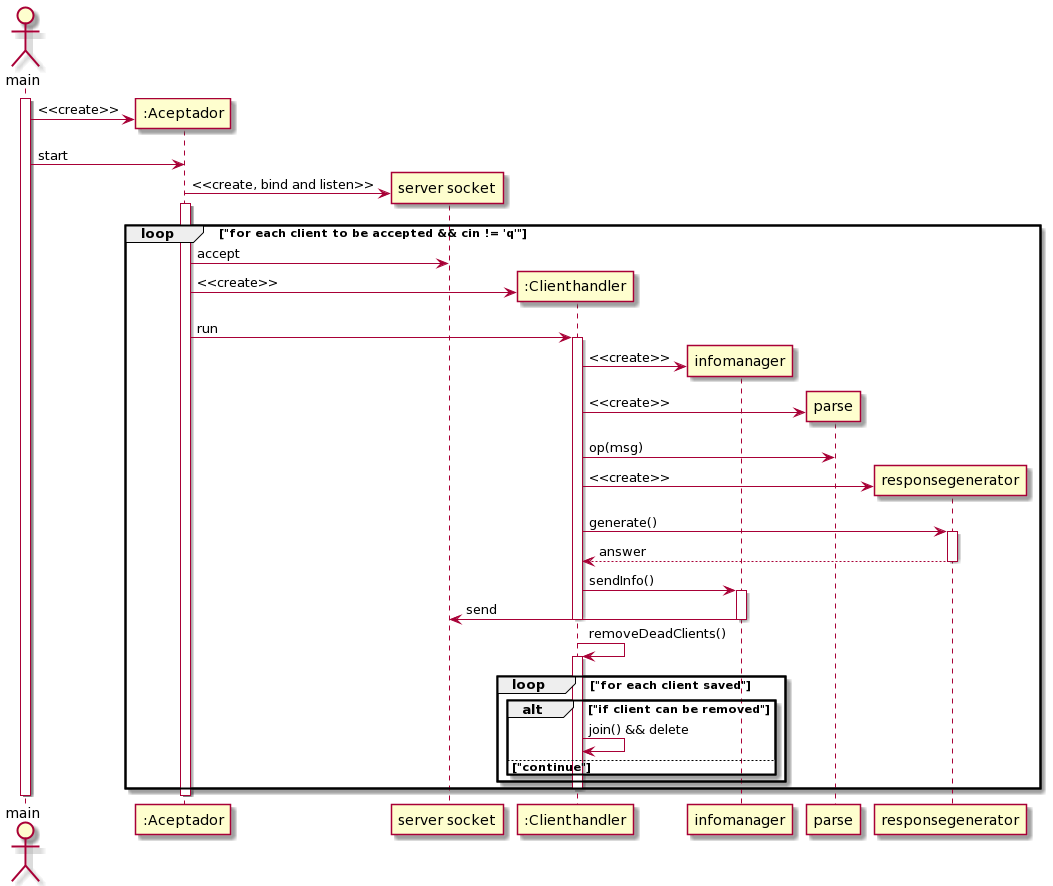 main
<<create>>
:Aceptador
start
<<create, bind and listen>>
server socket
loop
["for each client to be accepted && cin != 'q'"]
accept
<<create>>
:Clienthandler
run
<<create>>
infomanager
<<create>>
parse
op(msg)
<<create>>
responsegenerator
generate()
answer
sendInfo()
send
removeDeadClients()
loop
["for each client saved"]
alt
["if client can be removed"]
join() && delete
["continue"]
main
:Aceptador
server socket
:Clienthandler
infomanager
parse
responsegenerator